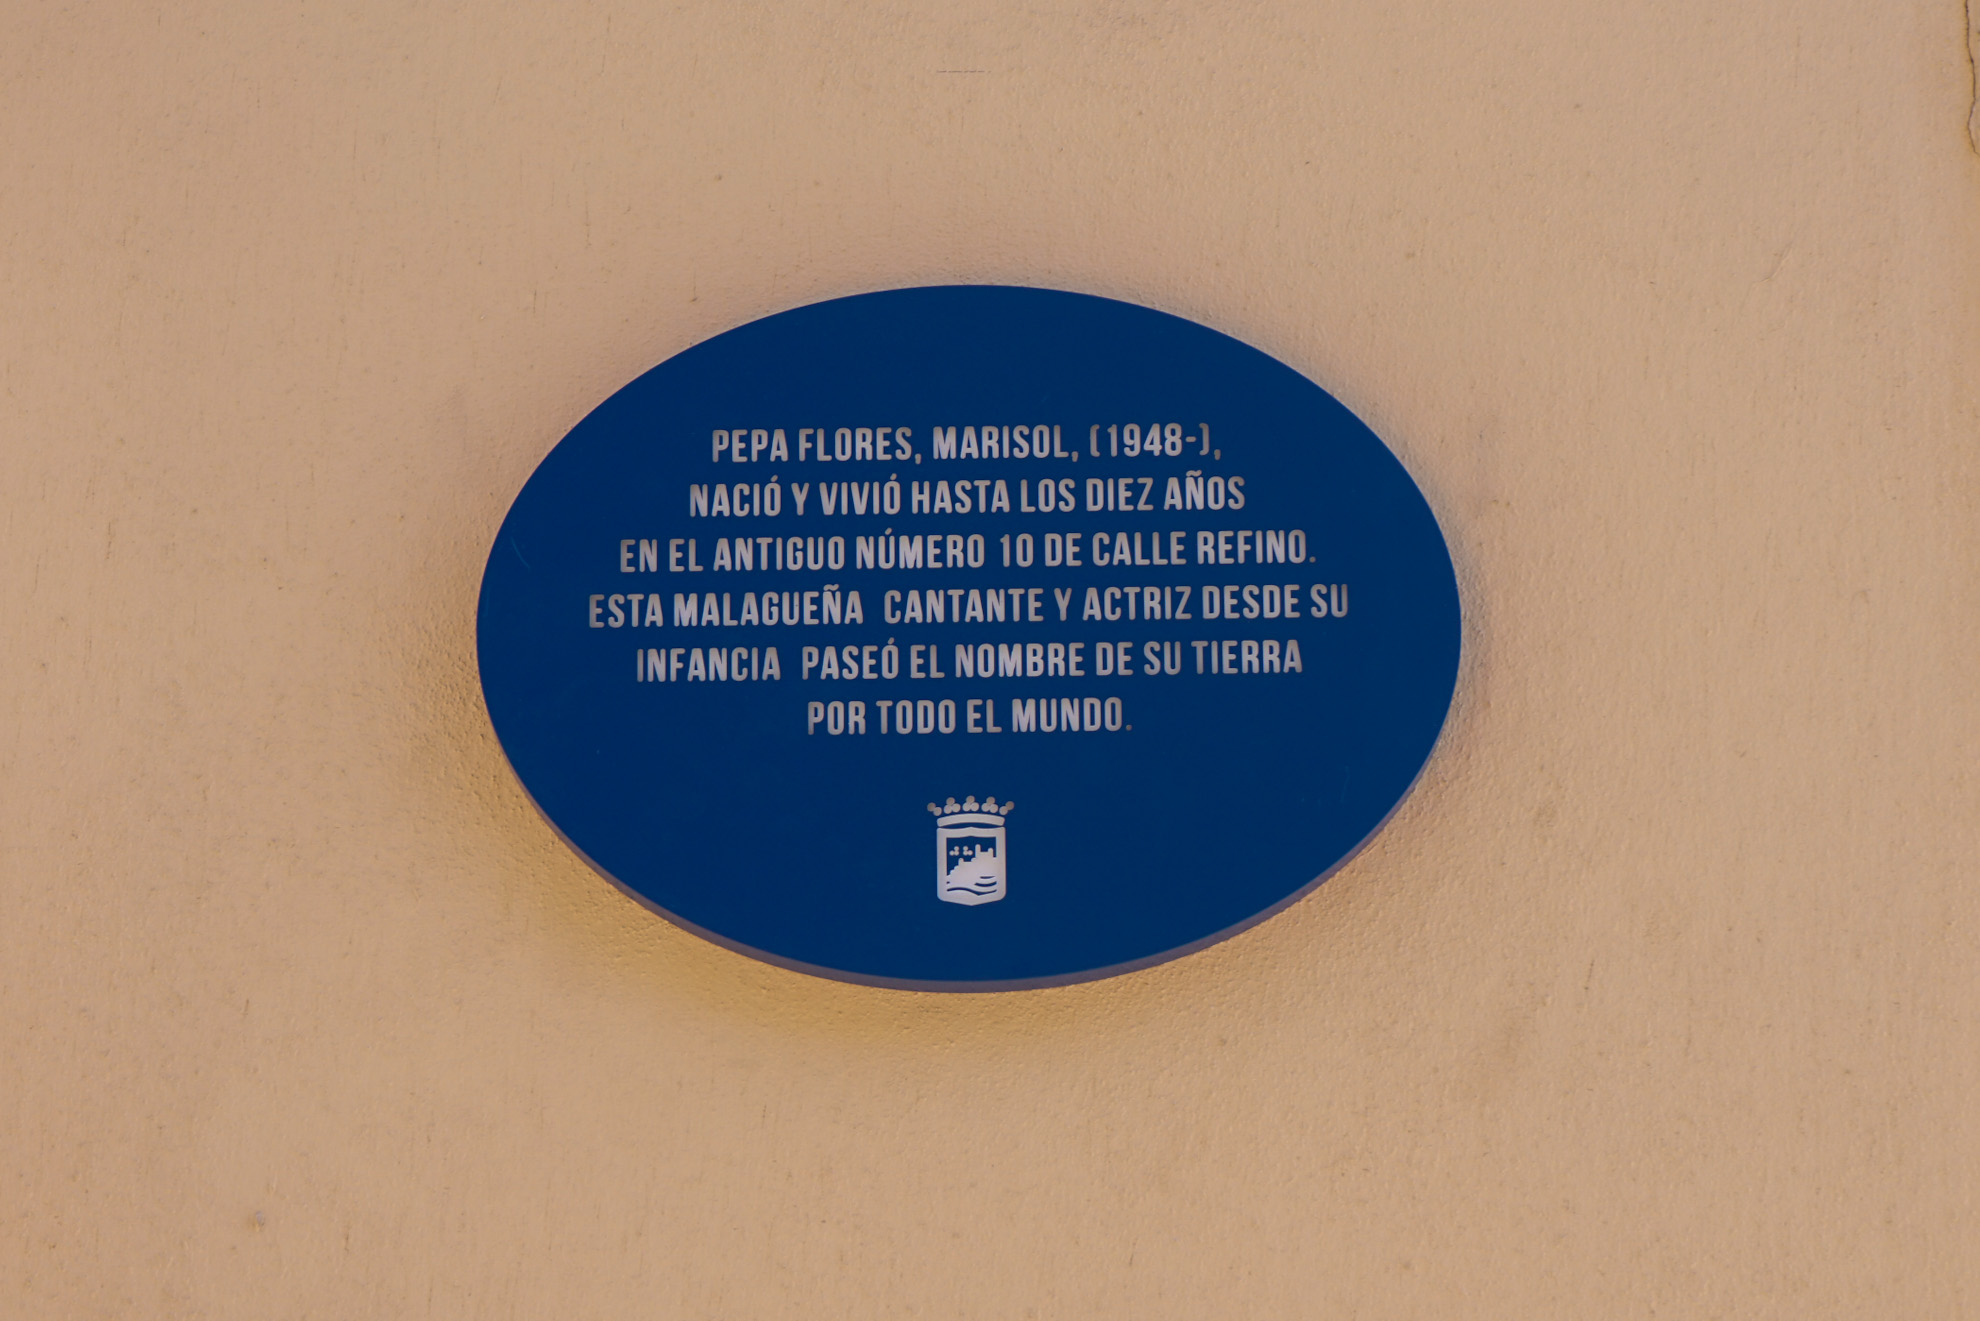 PEPA FLORES, MARISOL, (1948-),
NACIÓ Y VIVIÓ HASTA LOS DIEZ AÑOS
EN EL ANTIGUO NÚMERO 10 DE CALLE REFINO.
ESTA MALAGUEÑA CANTANTE Y ACTRIZ DESDE SU
INFANCIA PASEÓ EL NOMBRE DE SU TIERRA
POR TODO EL MUNDO.